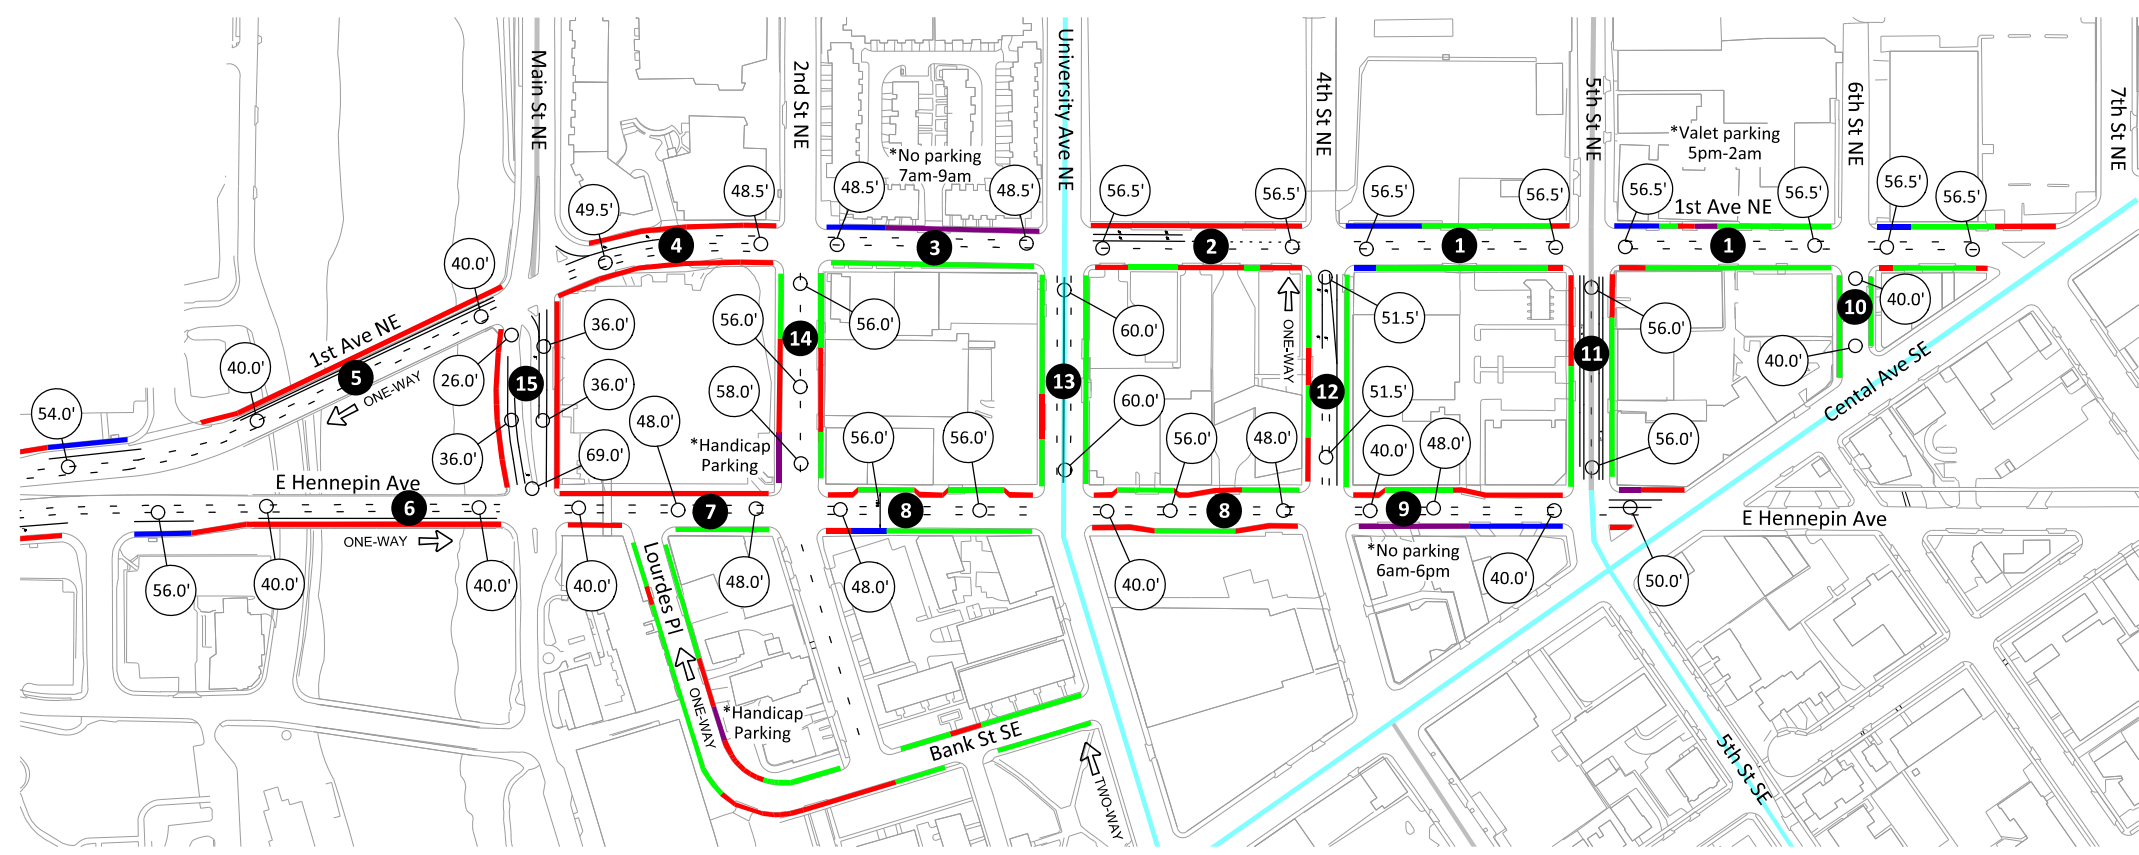 Main St NE
2nd St NE
University Ave NE
4th St NE
5th St NE
6th St NE
7th St NE
*No parking
7am-9am
*Valet parking
5pm-2am
1st Ave NE
49.5'
48.5'
48.5'
48.5'
56.5'
56.5'
56.5'
56.5'
56.5'
56.5'
56.5'
56.5'
4
3
2
1
1
40.0'
40.0'
54.0'
1st Ave NE
5
ONE-WAY
26.0'
36.0'
36.0'
36.0'
69.0'
15
48.0'
56.0'
58.0'
*Handicap
Parking
14
56.0'
56.0'
56.0'
60.0'
13
60.0'
56.0'
48.0'
ONE-WAY
51.5'
12
51.5'
40.0'
48.0'
11
56.0'
56.0'
10
40.0'
40.0'
Cental Ave SE
E Hennepin Ave
6
7
8
8
9
E Hennepin Ave
ONE-WAY
56.0'
40.0'
40.0'
40.0'
48.0'
48.0'
40.0'
*No parking
6am-6pm
40.0'
50.0'
Lourdes Pl
ONE-WAY
*Handicap
Parking
Bank St SE
TWO-WAY
5th St SE